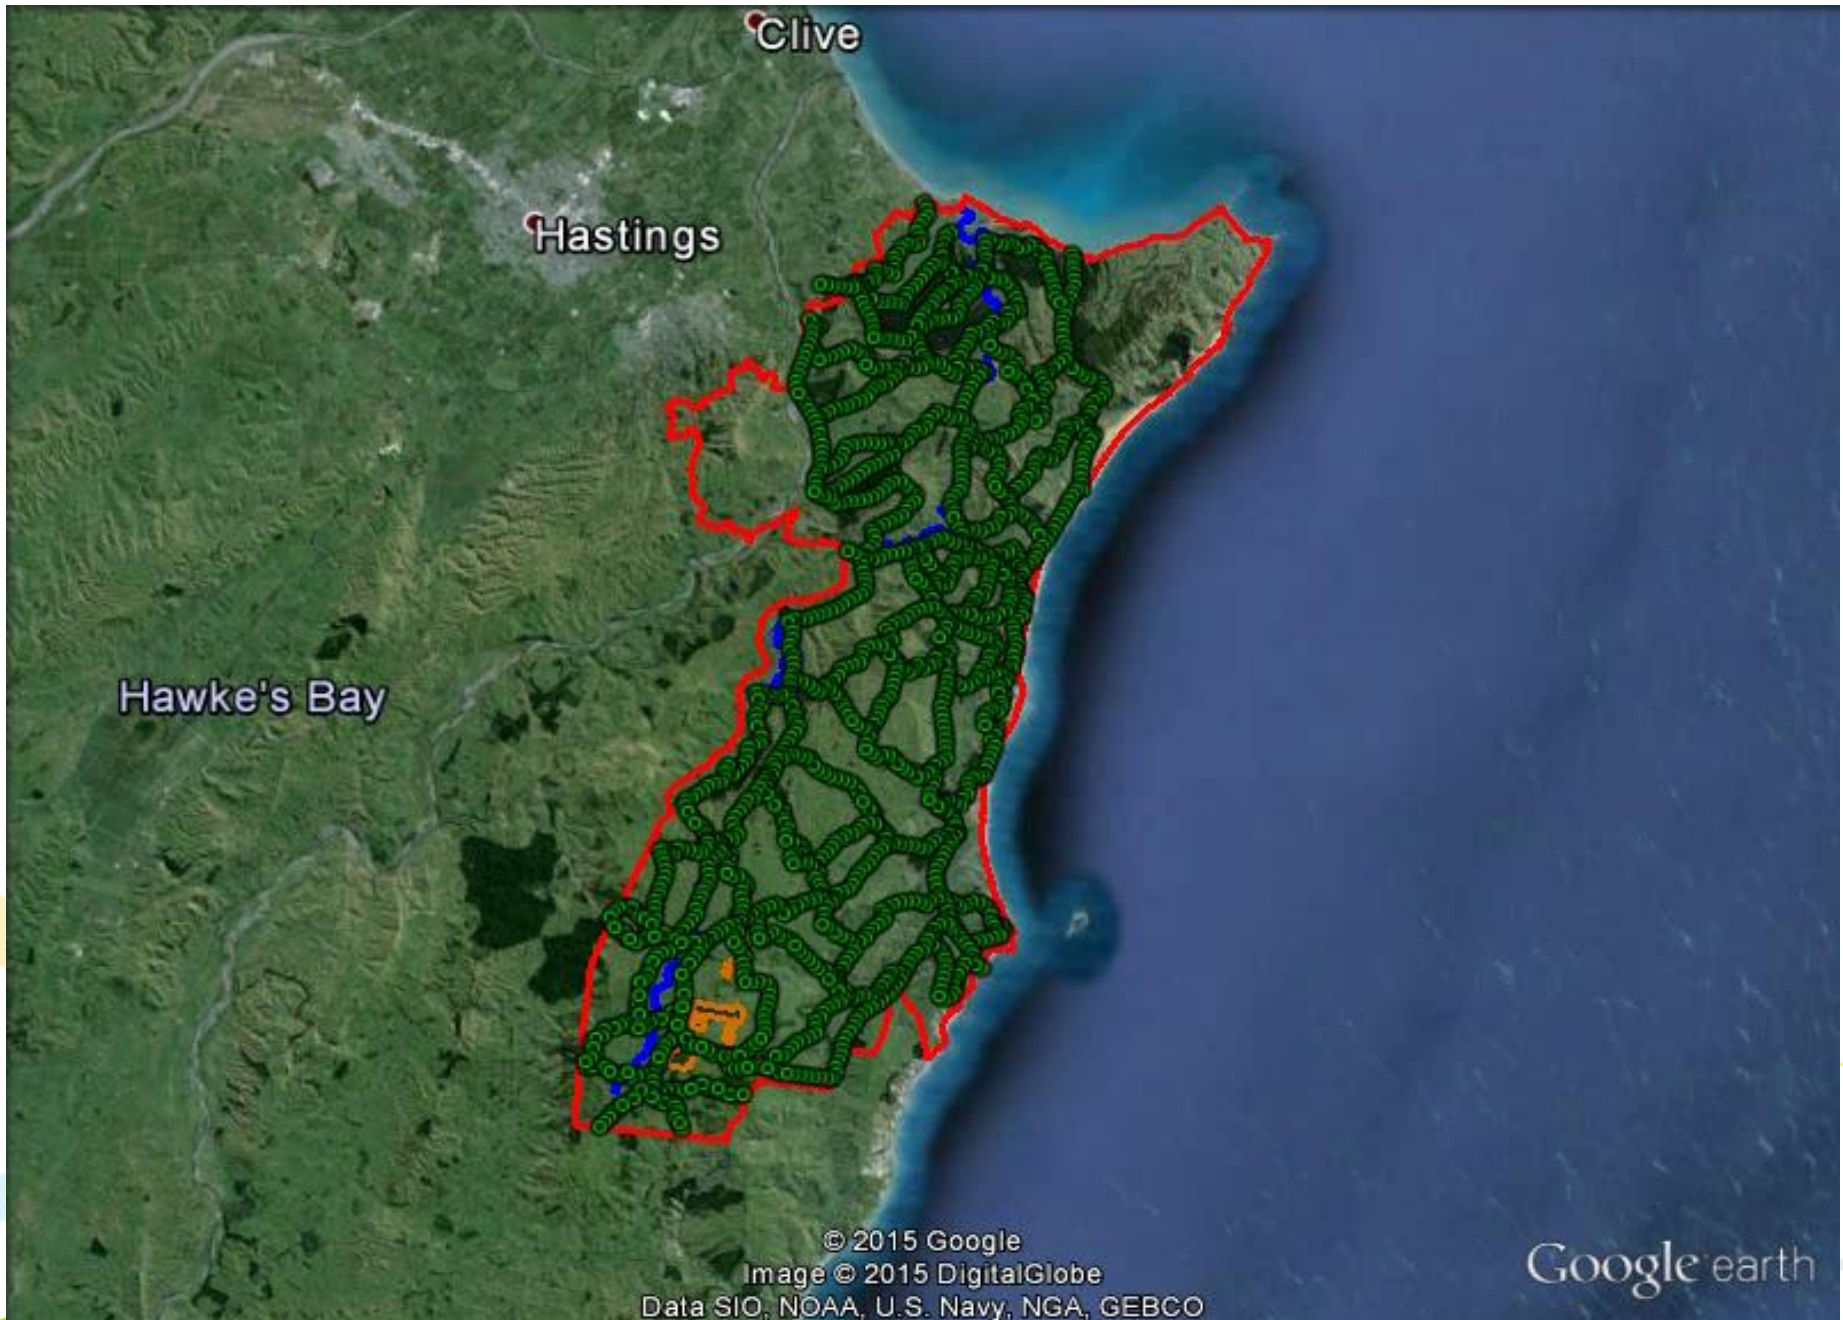 Clive
Hastings
Hawke's Bay
© 2015 Google
Image © 2015 DigitalGlobe
Data SIO, NOAA, U.S. Navy, NGA, GEBCO
Google earth